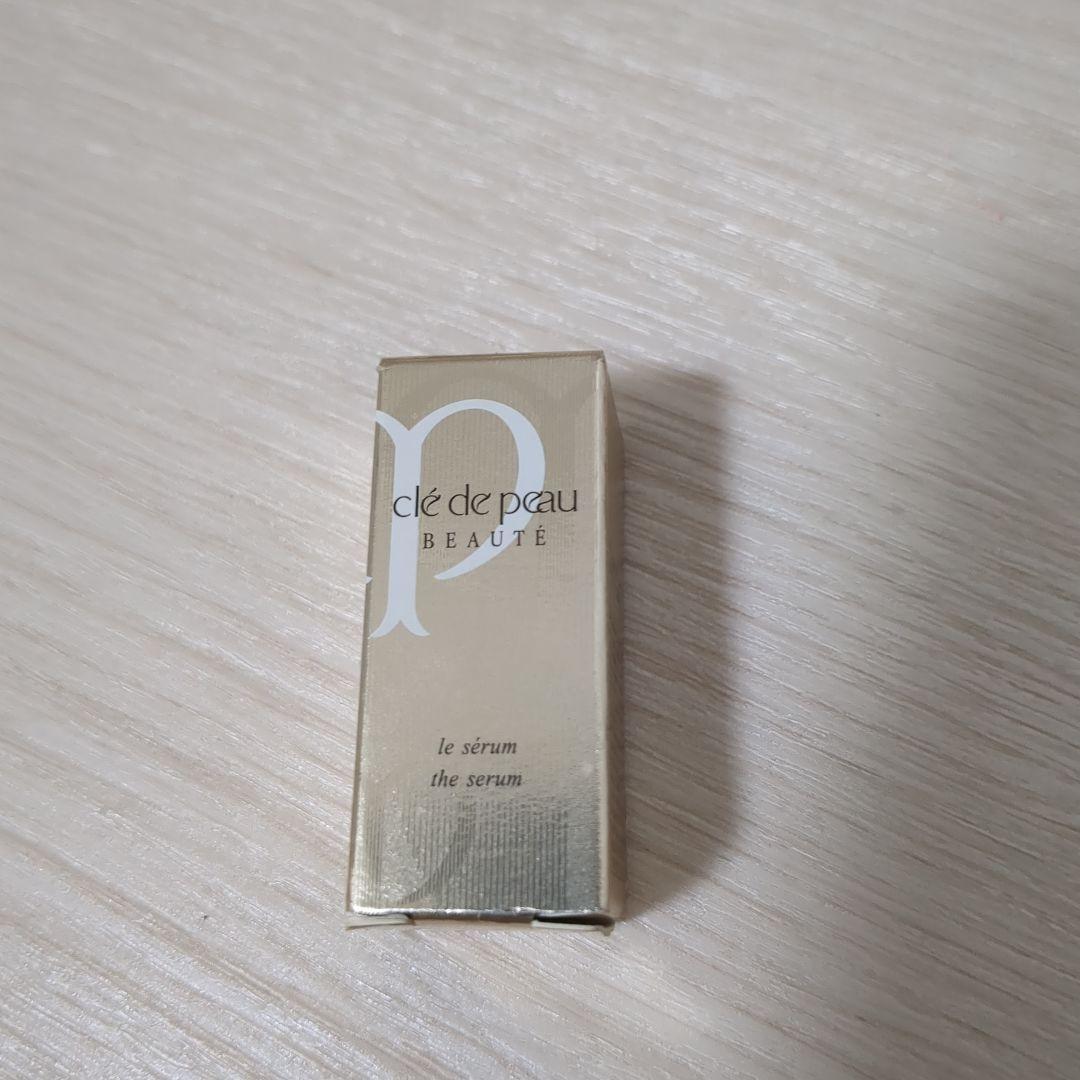 clé de peau
BEAUTÉ
le sérum
the serum